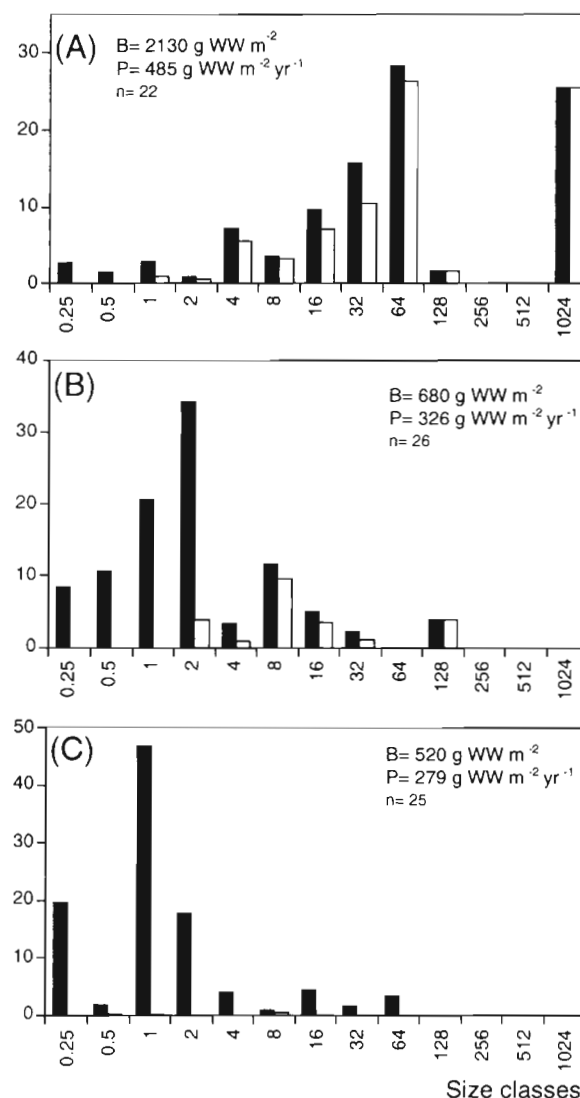 (A)
B= 2130 g WW m⁻²
P= 485 g WW m⁻² yr⁻¹
n= 22
30
20
10
0
0.25 0.5 1 2 4 8 16 32 64 128 256 512 1024
(B)
B= 680 g WW m⁻²
P= 326 g WW m⁻² yr⁻¹
n= 26
40
30
20
10
0
0.25 0.5 1 2 4 8 16 32 64 128 256 512 1024
(C)
B= 520 g WW m⁻²
P= 279 g WW m⁻² yr⁻¹
n= 25
50
40
30
20
10
0
0.25 0.5 1 2 4 8 16 32 64 128 256 512 1024
Size classes